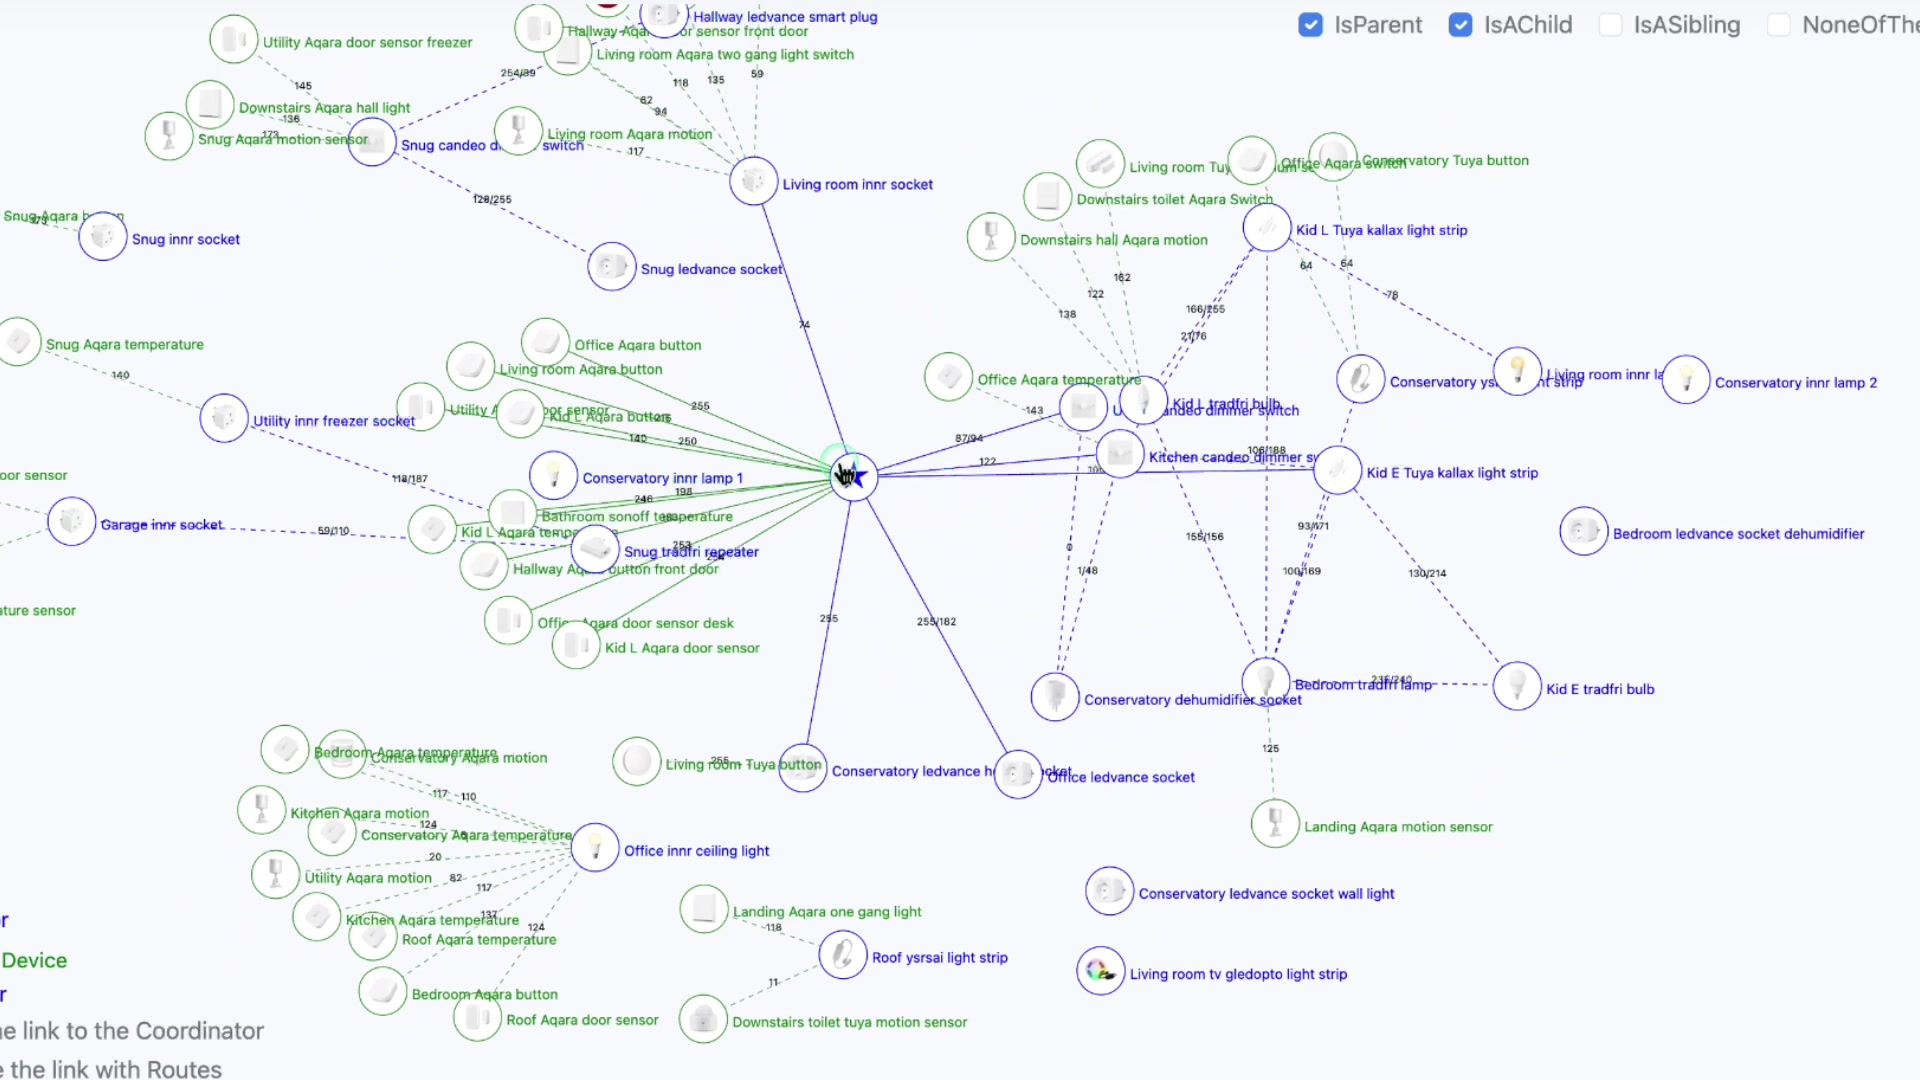 Hallway ledvance smart plug
IsParent
IsAChild
IsASibling
NoneOfThe
Utility Aqara door sensor freezer
Hallway Aqara door sensor front door
Living room Aqara two gang light switch
254/39
118
135
59
145
62
94
Downstairs Aqara hall light
136
173
Snug Aqara motion sensor
Snug candeo switch
Living room Aqara motion
117
Living room innr socket
Living room Tuy
Office Aqara switch
Conservatory Tuya button
128/255
Downstairs toilet Aqara Switch
Snug Aqara
Snug innr socket
Kid L Tuya kallax light strip
Downstairs hall Aqara motion
Snug ledvance socket
64
64
162
122
78
138
166/255
74
21/76
Office Aqara button
Snug Aqara temperature
140
Living room Aqara button
Office Aqara temperature
Conservatory strip
Living room innr la
Conservatory innr lamp 2
255
Kid L tradfri bulb
Utility sensor
Kid L Aqara button
143
candeo dimmer switch
Utility innr freezer socket
140
250
87/94
122
Kitchen candeo dimmer sw
106/188
Kid E Tuya kallax light strip
oor sensor
118/187
Conservatory innr lamp 1
246
198
Bathroom sonoff temperature
Garage innr socket
59/110
Kid L Aqara
93/171
155/156
Bedroom ledvance socket dehumidifier
253
Snug tradfri repeater
0
Hallway Aqara button front door
1/48
100/169
130/214
ature sensor
Office Aqara door sensor desk
255
255/182
Kid L Aqara door sensor
236/240
Bedroom tradfri lamp
Kid E tradfri bulb
Conservatory dehumidifier socket
125
Bedroom Aqara temperature
Conservatory Aqara motion
255
Living room Tuya button
Conservatory ledvance
Office ledvance socket
117
110
Kitchen Aqara motion
124
Conservatory Aqara temperature
Landing Aqara motion sensor
Office innr ceiling light
20
Utility Aqara motion
82
117
Conservatory ledvance socket wall light
Landing Aqara one gang light
137
Kitchen Aqara temperature
124
118
r
Roof Aqara temperature
Roof ysrsai light strip
Device
Living room tv gledopto light strip
11
Bedroom Aqara button
r
Roof Aqara door sensor
Downstairs toilet tuya motion sensor
e link to the Coordinator
e the link with Routes